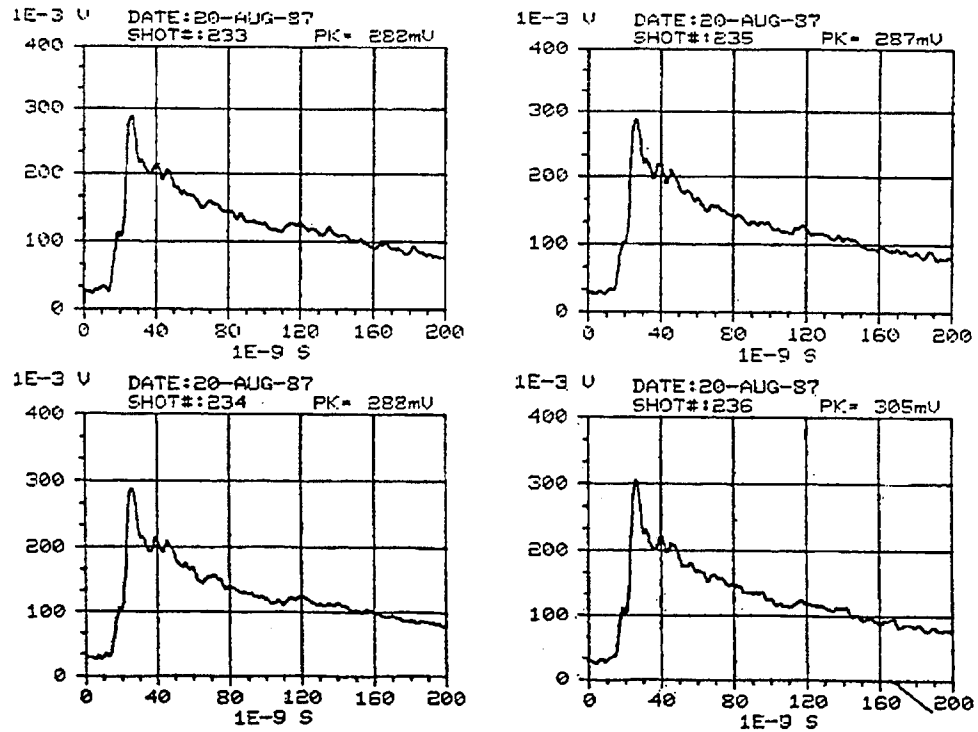 1E-3 V
DATE:20-AUG-87
SHOT#:233 PK= 282mV
400
300
200
100
0
0 40 80 120 160 200
1E-9 S
1E-3 V
DATE:20-AUG-87
SHOT#:235 PK= 287mV
400
300
200
100
0
0 40 80 120 160 200
1E-9 S
1E-3 V
DATE:20-AUG-87
SHOT#:234 PK= 288mV
400
300
200
100
0
0 40 80 120 160 200
1E-9 S
1E-3 V
DATE:20-AUG-87
SHOT#:236 PK= 305mV
400
300
200
100
0
0 40 80 120 160 200
1E-9 S